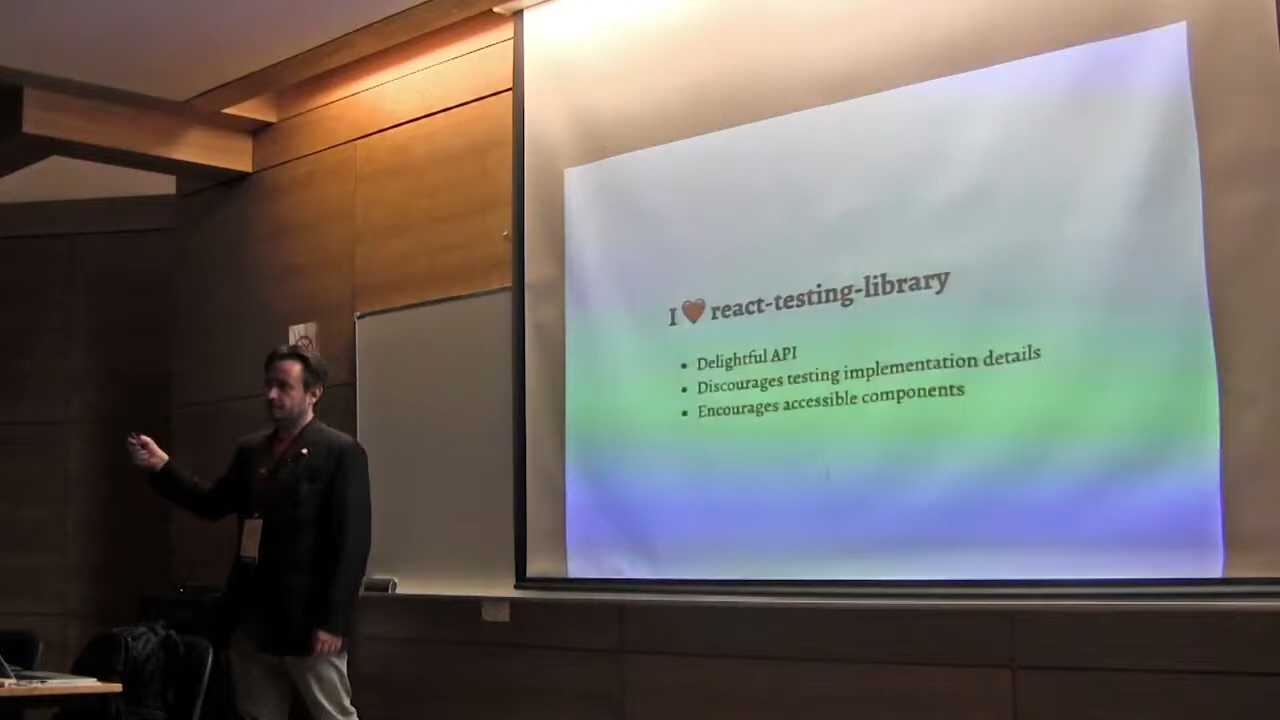 I ❤ react-testing-library
• Delightful API
• Discourages testing implementation details
• Encourages accessible components